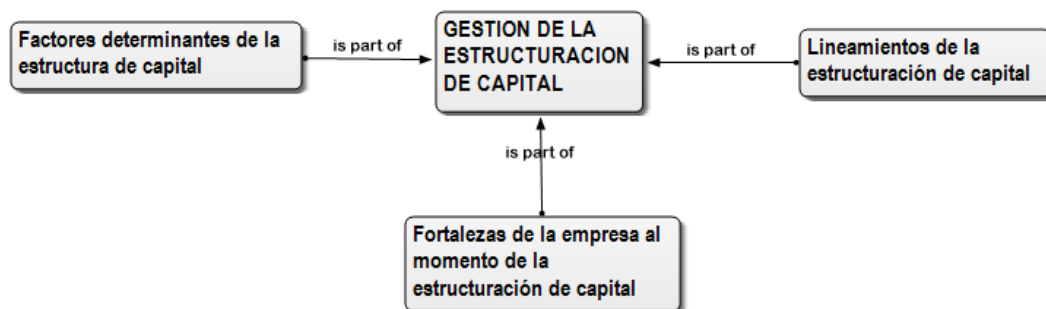 Factores determinantes de la
estructura de capital
is part of
GESTION DE LA
ESTRUCTURACION
DE CAPITAL
is part of
Lineamientos de la
estructuración de capital
is part of
Fortalezas de la empresa al
momento de la
estructuración de capital